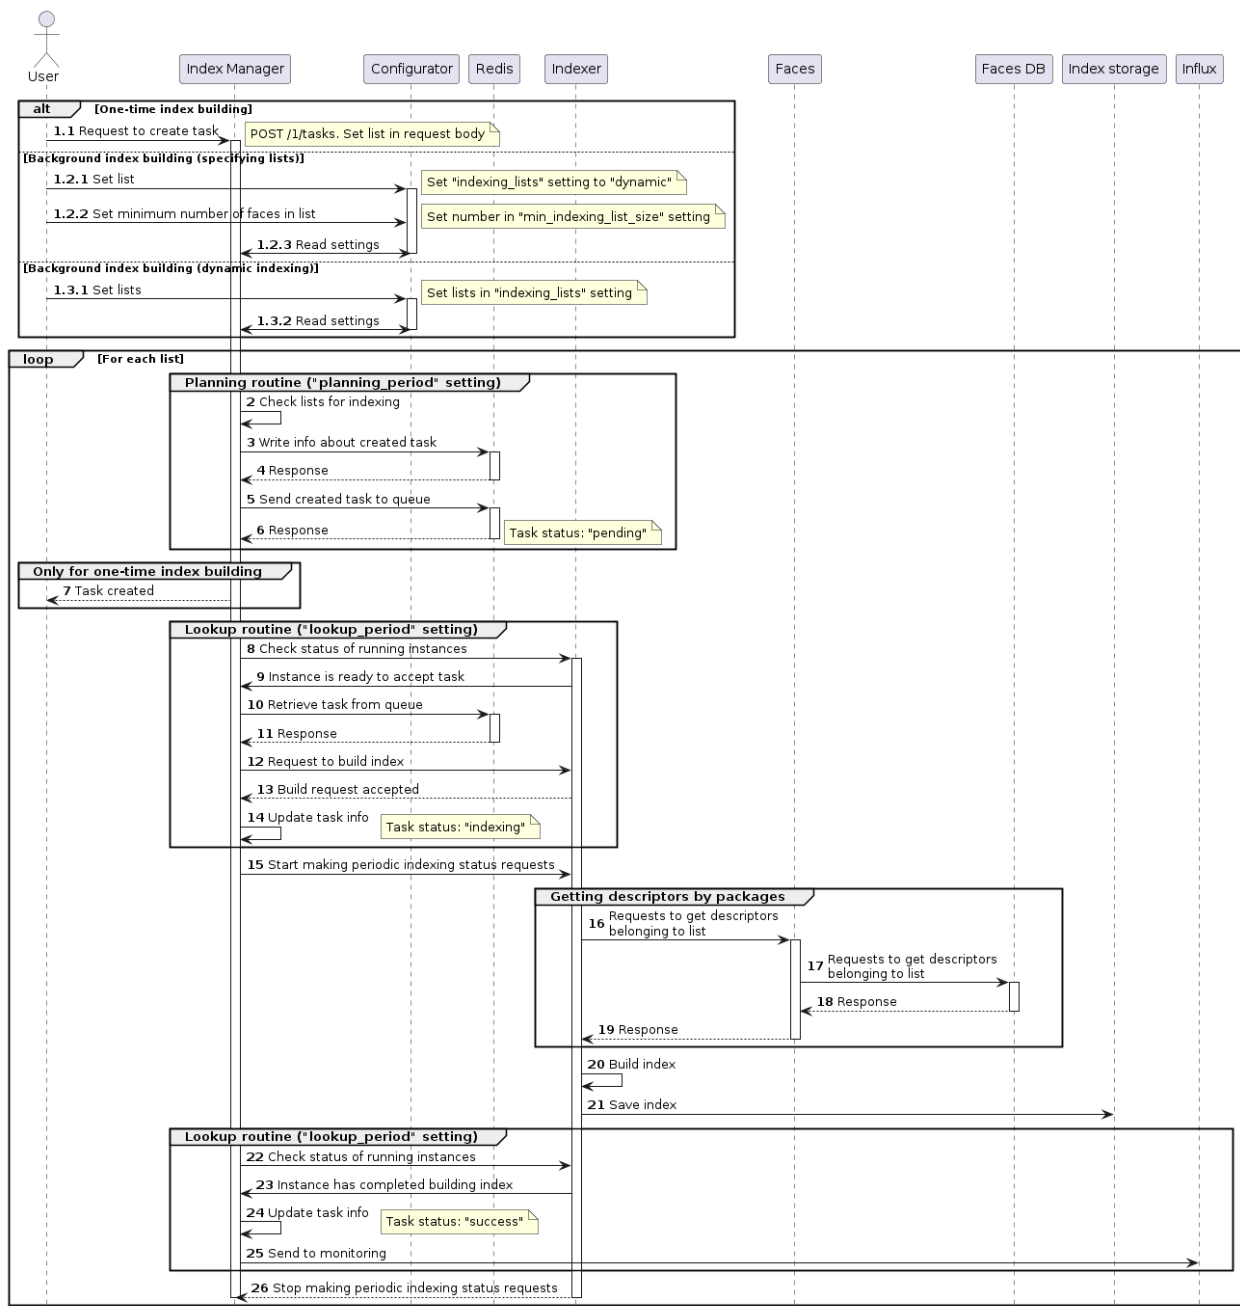 User
Index Manager
Configurator
Redis
Indexer
Faces
Faces DB
Index storage
Influx
alt [One-time index building]
1.1 Request to create task
POST /1/tasks. Set list in request body
[Background index building (specifying lists)]
1.2.1 Set list
Set "indexing_lists" setting to "dynamic"
1.2.2 Set minimum number of faces in list
Set number in "min_indexing_list_size" setting
1.2.3 Read settings
[Background index building (dynamic indexing)]
1.3.1 Set lists
Set lists in "indexing_lists" setting
1.3.2 Read settings
loop [For each list]
Planning routine ("planning_period" setting)
2 Check lists for indexing
3 Write info about created task
4 Response
5 Send created task to queue
6 Response
Task status: "pending"
Only for one-time index building
7 Task created
Lookup routine ("lookup_period" setting)
8 Check status of running instances
9 Instance is ready to accept task
10 Retrieve task from queue
11 Response
12 Request to build index
13 Build request accepted
14 Update task info
Task status: "indexing"
15 Start making periodic indexing status requests
Getting descriptors by packages
16 Requests to get descriptors
belonging to list
17 Requests to get descriptors
belonging to list
18 Response
19 Response
20 Build index
21 Save index
Lookup routine ("lookup_period" setting)
22 Check status of running instances
23 Instance has completed building index
24 Update task info
Task status: "success"
25 Send to monitoring
26 Stop making periodic indexing status requests